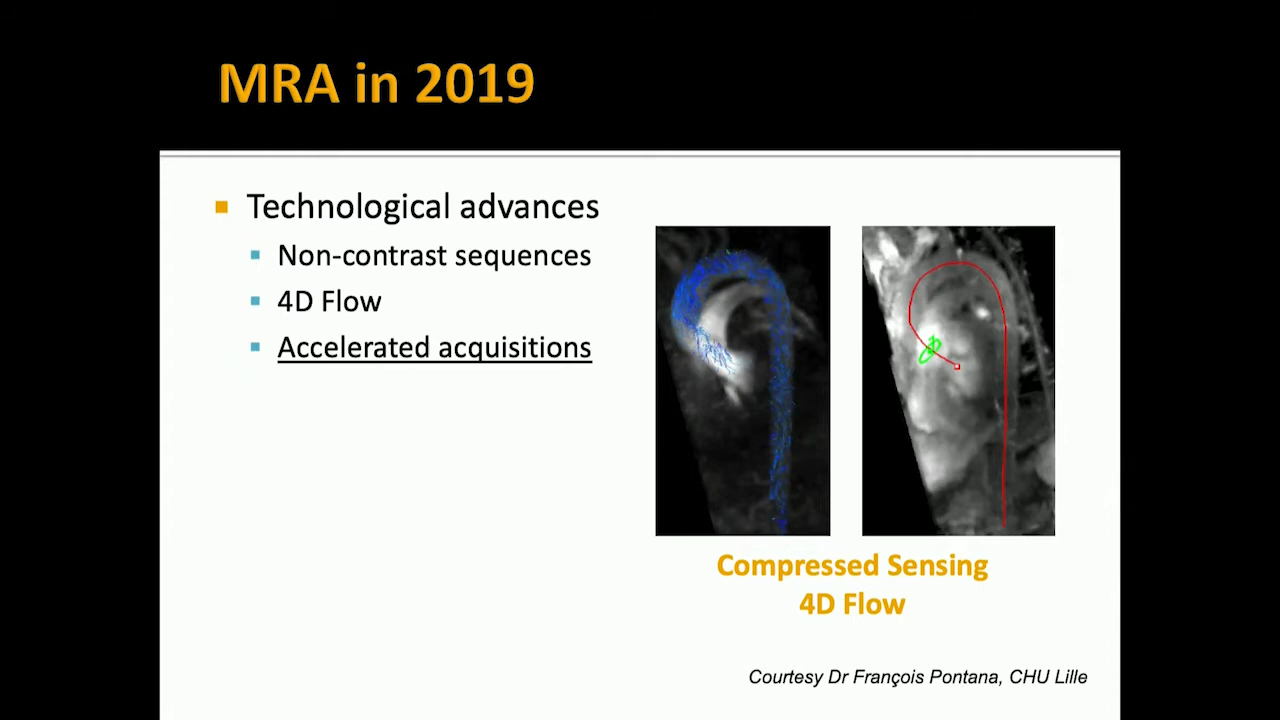 MRA in 2019
Technological advances
Non-contrast sequences
4D Flow
Accelerated acquisitions
Compressed Sensing
4D Flow
Courtesy Dr François Pontana, CHU Lille